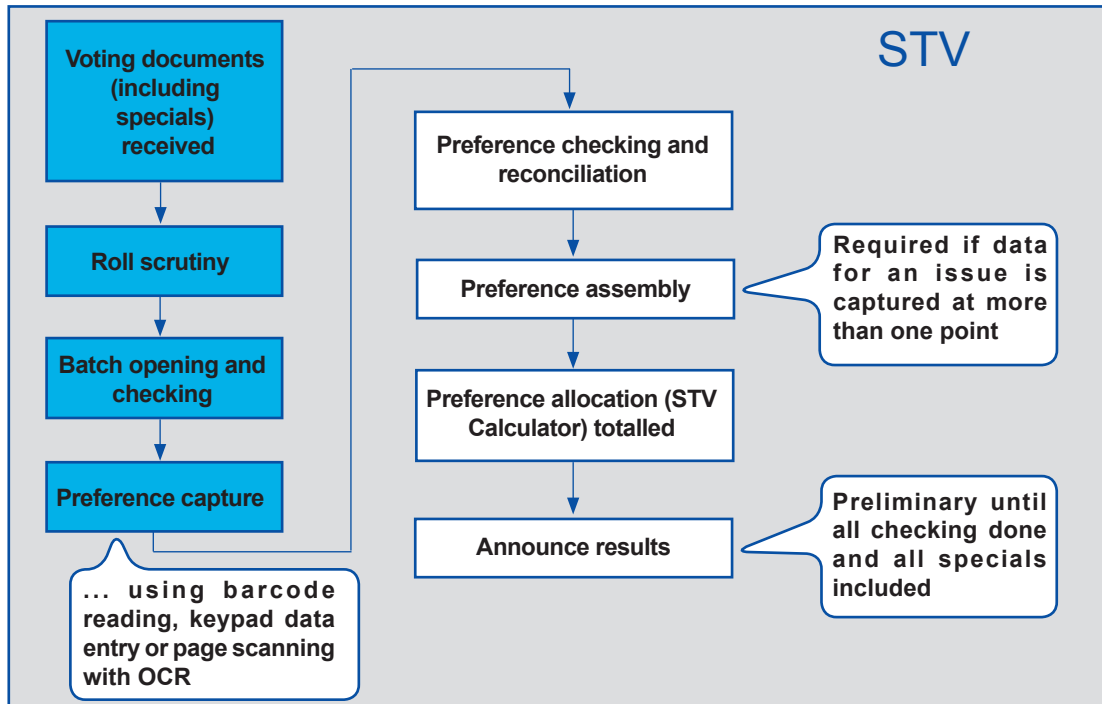 STV
Voting documents
(including
specials)
received
Roll scrutiny
Batch opening and
checking
Preference capture
... using barcode
reading, keypad data
entry or page scanning
with OCR
Preference checking and
reconciliation
Preference assembly
Required if data
for an issue is
captured at more
than one point
Preference allocation (STV
Calculator) totalled
Announce results
Preliminary until
all checking done
and all specials
included